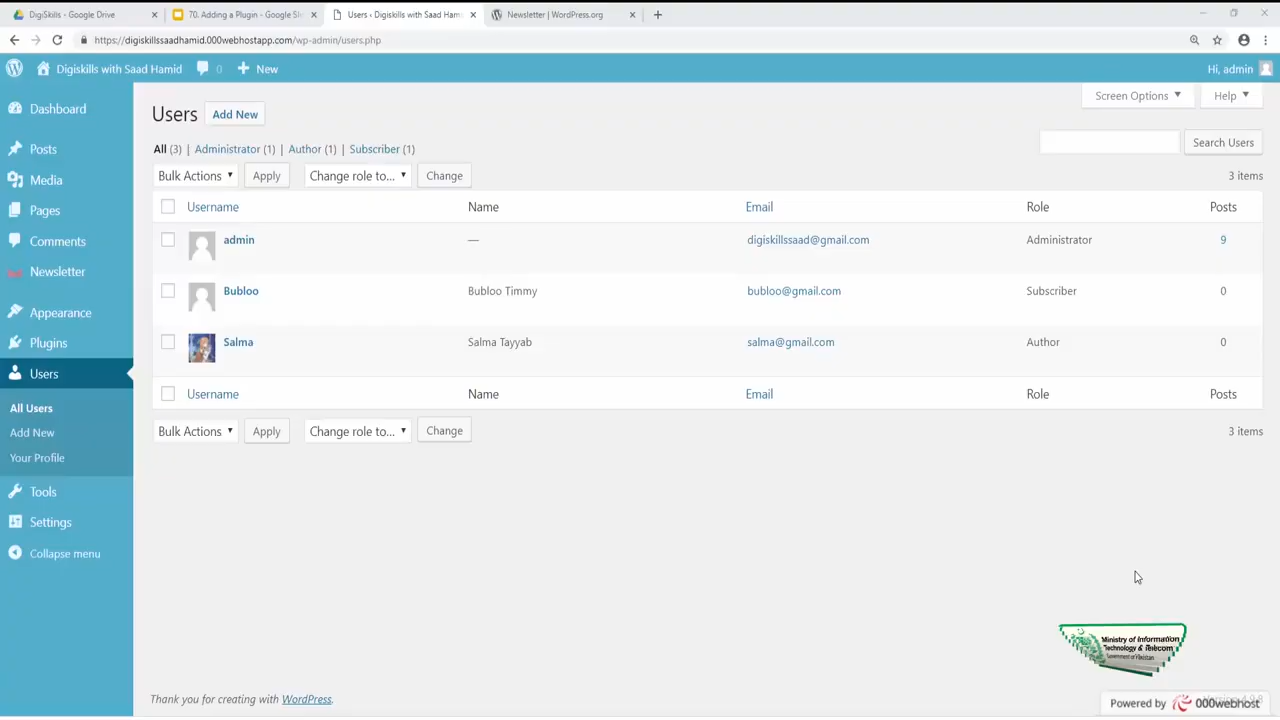 DigiSkills - Google Drive
70. Adding a Plugin - Google Sl
Users ‹ Digiskills with Saad Ham
Newsletter | WordPress.org
https://digiskillssaadhamid.000webhostapp.com/wp-admin/users.php
Digiskills with Saad Hamid 0 New Hi, admin
Screen Options Help
Users Add New
All (3) | Administrator (1) | Author (1) | Subscriber (1)
Search Users
Bulk Actions Apply Change role to... Change 3 items
Username Name Email Role Posts
admin — digiskillssaad@gmail.com Administrator 9
Bubloo Bubloo Timmy bubloo@gmail.com Subscriber 0
Salma Salma Tayyab salma@gmail.com Author 0
Username Name Email Role Posts
Bulk Actions Apply Change role to... Change 3 items
Dashboard
Posts
Media
Pages
Comments
Newsletter
Appearance
Plugins
Users
All Users
Add New
Your Profile
Tools
Settings
Collapse menu
Ministry of Information
Technology & Telecom
Government of Pakistan
Thank you for creating with WordPress.
Powered by 000webhost